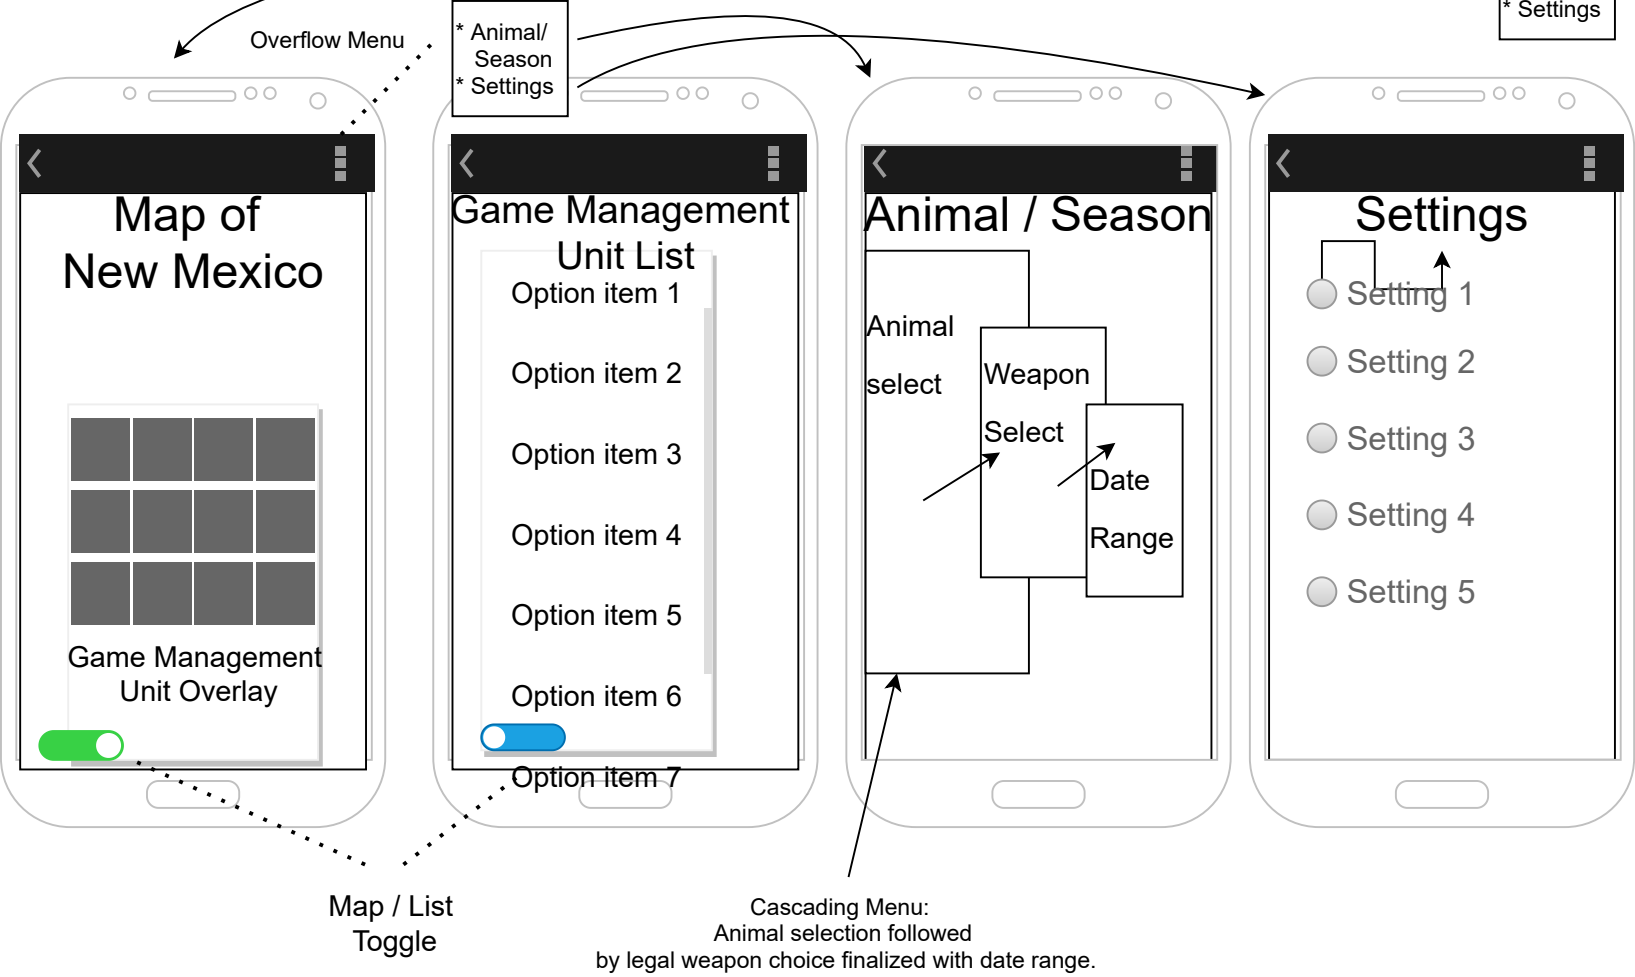 * Settings
Overflow Menu
* Animal/
Season
* Settings
Map of
New Mexico
Game Management
Unit Overlay
Game Management
Unit List
Option item 1
Option item 2
Option item 3
Option item 4
Option item 5
Option item 6
Option item 7
Animal / Season
Animal
select
Weapon
Select
Date
Range
Settings
Setting 1
Setting 2
Setting 3
Setting 4
Setting 5
Map / List
Toggle
Cascading Menu:
Animal selection followed
by legal weapon choice finalized with date range.